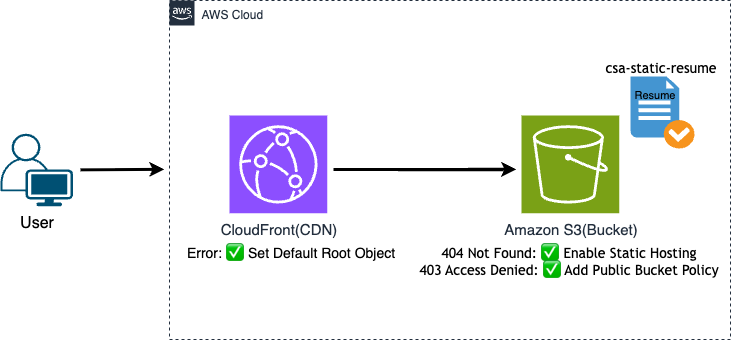 aws
AWS Cloud
csa-static-resume
Resume
User
CloudFront(CDN)
Error: ✅ Set Default Root Object
Amazon S3(Bucket)
404 Not Found: ✅ Enable Static Hosting
403 Access Denied: ✅ Add Public Bucket Policy